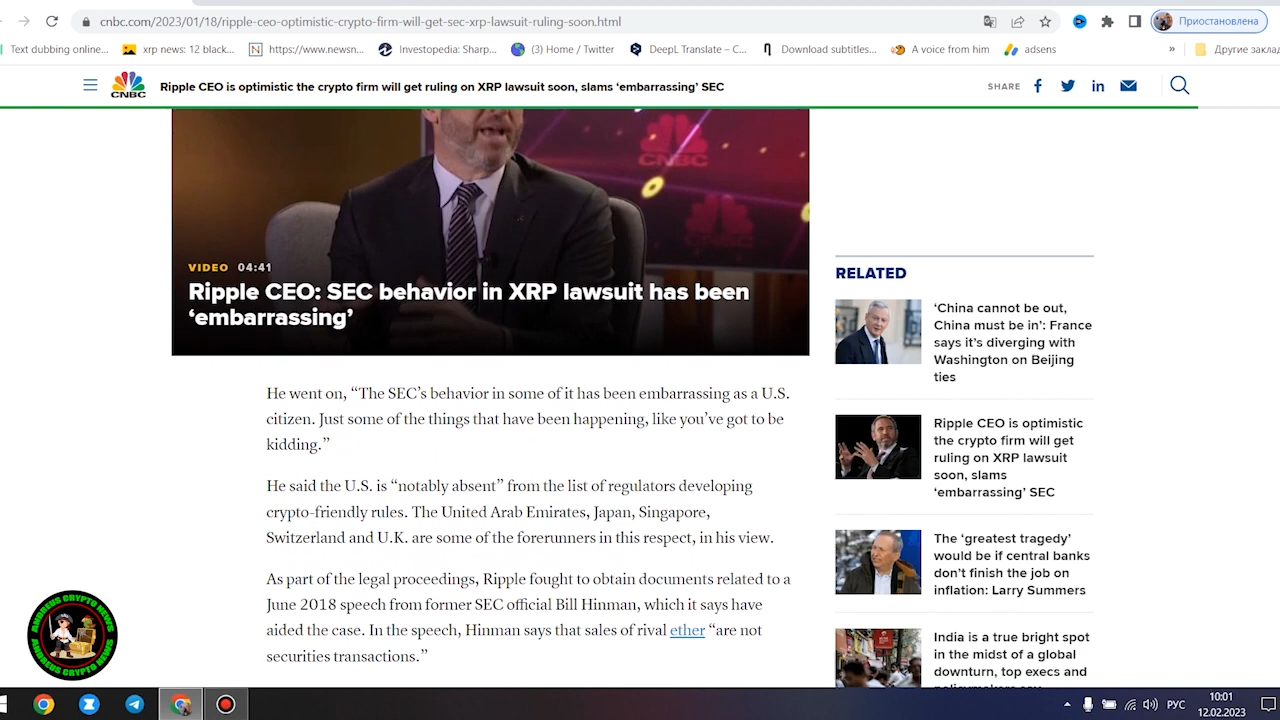 cnbc.com/2023/01/18/ripple-ceo-optimistic-crypto-firm-will-get-sec-xrp-lawsuit-ruling-soon.html
Приостановлена
Text dubbing online...
xrp news: 12 black...
https://www.newsn...
Investopedia: Sharp...
(3) Home / Twitter
DeepL Translate – C...
Download subtitles...
A voice from him
adsens
»
Другие закла
CNBC
Ripple CEO is optimistic the crypto firm will get ruling on XRP lawsuit soon, slams ‘embarrassing’ SEC
SHARE
CNBC
VIDEO 04:41
Ripple CEO: SEC behavior in XRP lawsuit has been
‘embarrassing’
He went on, “The SEC’s behavior in some of it has been embarrassing as a U.S.
citizen. Just some of the things that have been happening, like you’ve got to be
kidding.”
He said the U.S. is “notably absent” from the list of regulators developing
crypto-friendly rules. The United Arab Emirates, Japan, Singapore,
Switzerland and U.K. are some of the forerunners in this respect, in his view.
As part of the legal proceedings, Ripple fought to obtain documents related to a
June 2018 speech from former SEC official Bill Hinman, which it says have
aided the case. In the speech, Hinman says that sales of rival ether “are not
securities transactions.”
RELATED
‘China cannot be out,
China must be in’: France
says it’s diverging with
Washington on Beijing
ties
Ripple CEO is optimistic
the crypto firm will get
ruling on XRP lawsuit
soon, slams
‘embarrassing’ SEC
The ‘greatest tragedy’
would be if central banks
don’t finish the job on
inflation: Larry Summers
India is a true bright spot
in the midst of a global
downturn, top execs and
policymakers say
ANDREUS CRYPTO NEWS
ANDREUS CRYPTO NEWS
РУС
10:01
12.02.2023